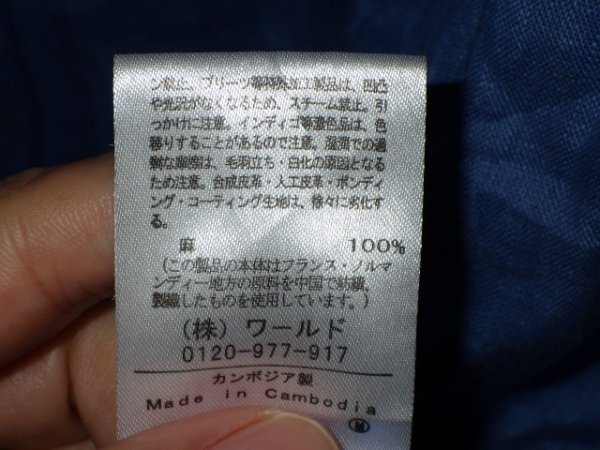 ン禁止。プリーツ等特殊加工製品は、凹凸
や光沢がなくなるため、スチーム禁止。引
っかけに注意。インディゴ等濃色品は、色
移りすることがあるので注意。湿潤での過
剰な摩擦は、毛羽立ち・白化の原因となる
ため注意。合成皮革・人工皮革・ボンディ
ング・コーティング生地は、徐々に劣化す
る。
麻 100%
(この製品の本体はフランス・ノルマ
ンディー地方の原料を中国で紡績、
製織したものを使用しています。)
(株) ワールド
0120-977-917
カンボジア製
Made in Cambodia
M